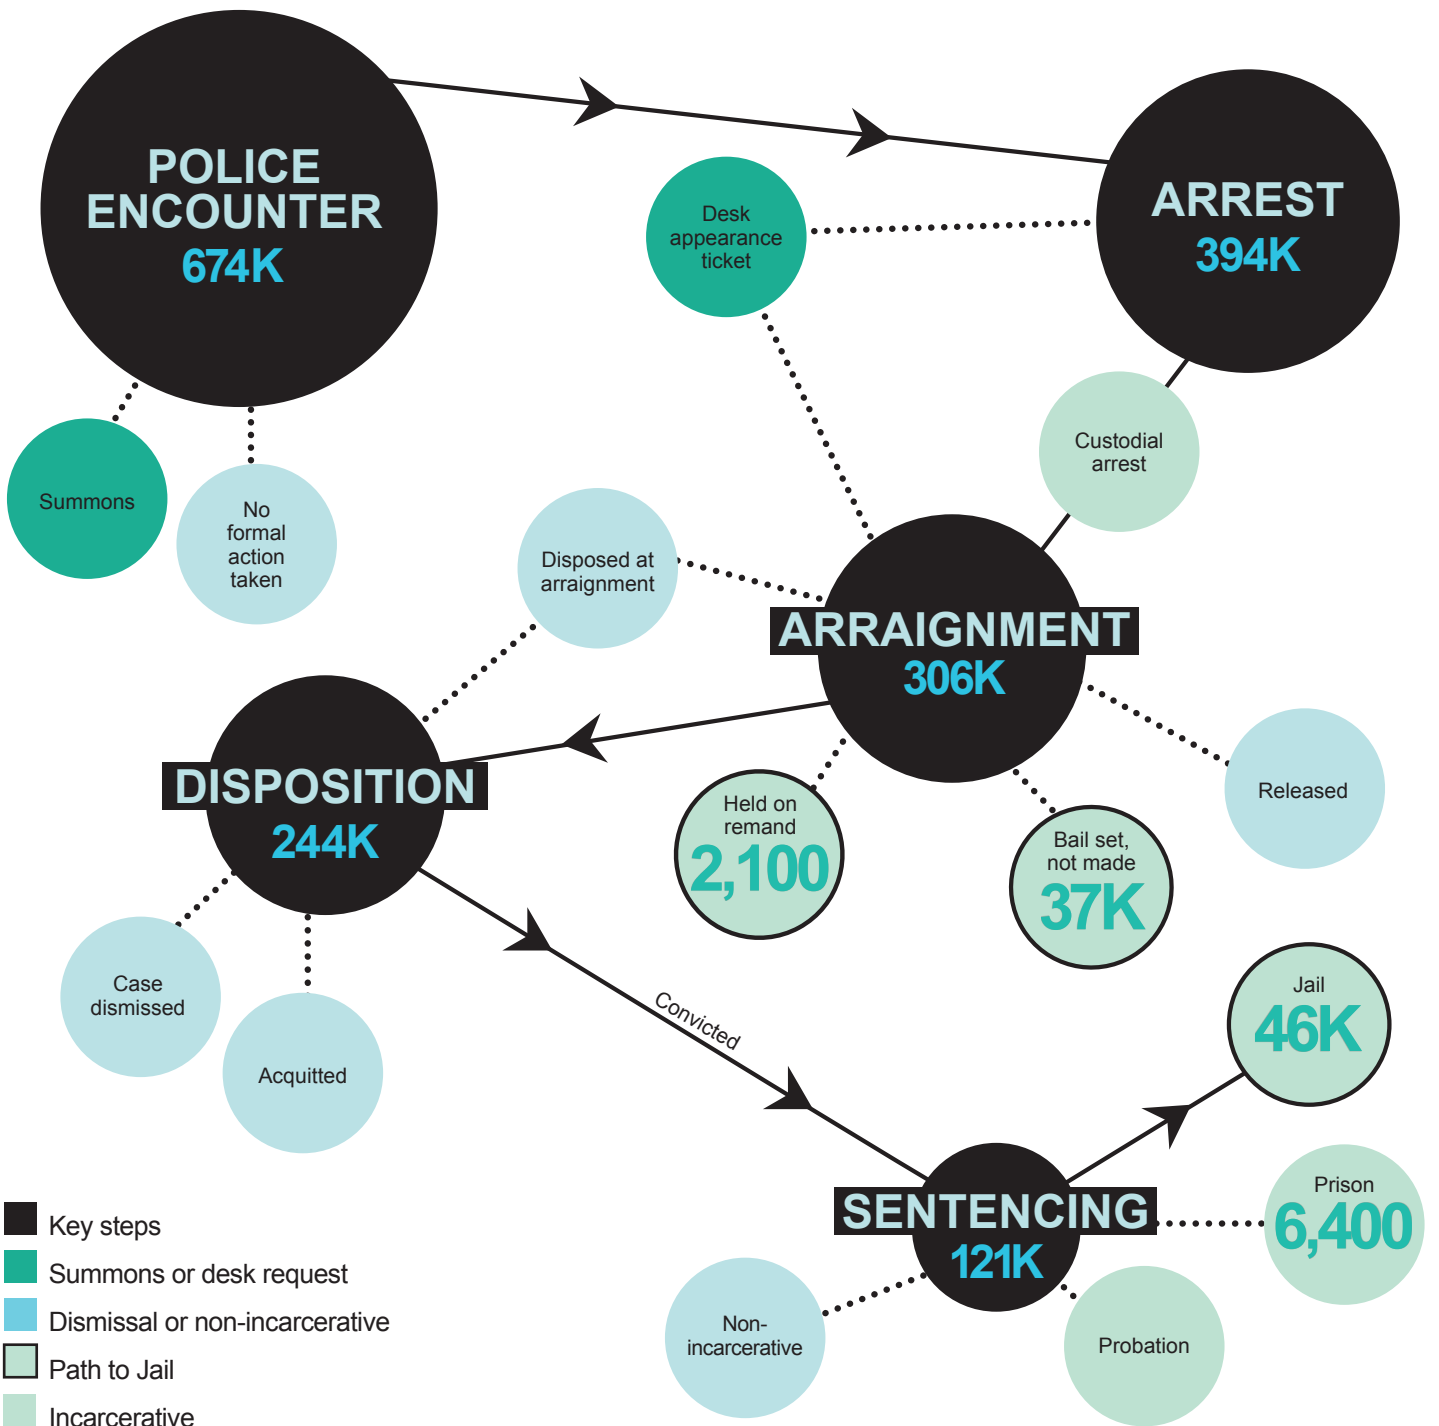 POLICE
ENCOUNTER
674K
ARREST
394K
Desk
appearance
ticket
Custodial
arrest
Summons
No
formal
action
taken
Disposed at
arraignment
ARRAIGNMENT
306K
DISPOSITION
244K
Held on
remand
2,100
Bail set,
not made
37K
Released
Case
dismissed
Acquitted
Convicted
Jail
46K
SENTENCING
121K
Prison
6,400
Non-
incarcerative
Probation
Key steps
Summons or desk request
Dismissal or non-incarcerative
Path to Jail
Incarcerative